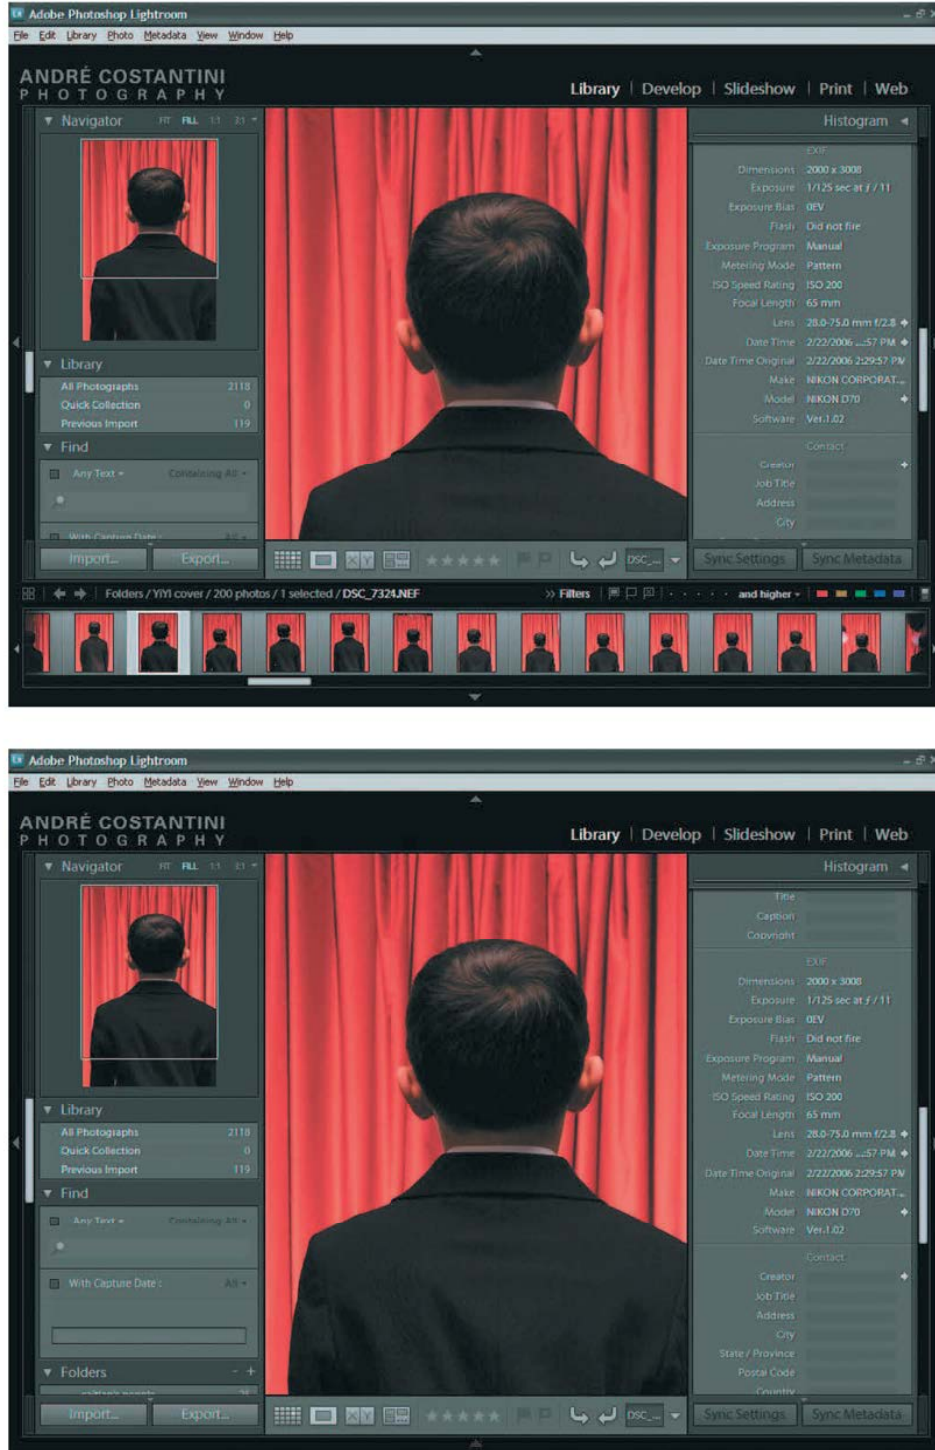 Adobe Photoshop Lightroom
File Edit Library Photo Metadata View Window Help
ANDRÉ COSTANTINI
PHOTOGRAPHY
Library | Develop | Slideshow | Print | Web
Navigator FIT FILL 1:1 2:1
Histogram
EXIF
Dimensions 2000 x 3008
Exposure 1/125 sec at ƒ / 11
Exposure Bias 0EV
Flash Did not fire
Exposure Program Manual
Metering Mode Pattern
ISO Speed Rating ISO 200
Focal Length 65 mm
Lens 28.0-75.0 mm f/2.8
Date Time 2/22/2006 ...:57 PM
Date Time Original 2/22/2006 2:29:57 PM
Make NIKON CORPORAT...
Model NIKON D70
Software Ver.1.02
Contact
Creator
Job Title
Address
City
Library
All Photographs 2118
Quick Collection 0
Previous Import 119
Find
Any Text Containing All
With Capture Date : All
Import... Export...
X Y
DSC_...
Sync Settings Sync Metadata
Folders / YiYi cover / 200 photos / 1 selected / DSC_7324.NEF
>> Filters and higher
Adobe Photoshop Lightroom
File Edit Library Photo Metadata View Window Help
ANDRÉ COSTANTINI
PHOTOGRAPHY
Library | Develop | Slideshow | Print | Web
Navigator FIT FILL 1:1 2:1
Histogram
Title
Caption
Copyright
EXIF
Dimensions 2000 x 3008
Exposure 1/125 sec at ƒ / 11
Exposure Bias 0EV
Flash Did not fire
Exposure Program Manual
Metering Mode Pattern
ISO Speed Rating ISO 200
Focal Length 65 mm
Lens 28.0-75.0 mm f/2.8
Date Time 2/22/2006 ...:57 PM
Date Time Original 2/22/2006 2:29:57 PM
Make NIKON CORPORAT...
Model NIKON D70
Software Ver.1.02
Contact
Creator
Job Title
Address
City
State / Province
Postal Code
Country
Library
All Photographs 2118
Quick Collection 0
Previous Import 119
Find
Any Text Containing All
With Capture Date : All
Folders - +
Import... Export...
X Y
DSC_...
Sync Settings Sync Metadata